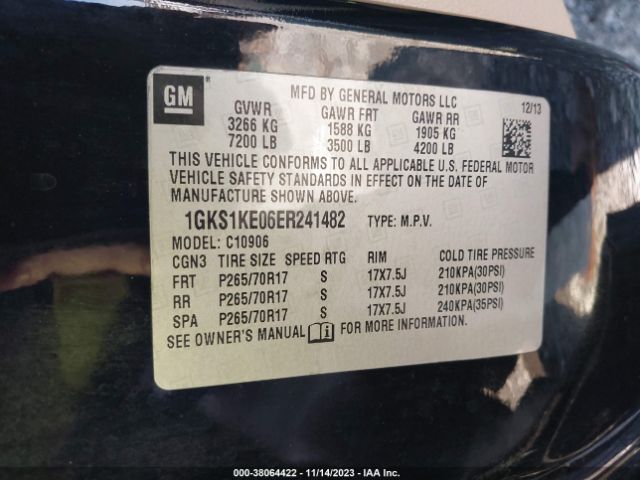 GM
MFD BY GENERAL MOTORS LLC
GVWR GAWR FRT GAWR RR 12/13
3266 KG 1588 KG 1905 KG
7200 LB 3500 LB 4200 LB
THIS VEHICLE CONFORMS TO ALL APPLICABLE U.S. FEDERAL MOTOR
VEHICLE SAFETY STANDARDS IN EFFECT ON THE DATE OF
MANUFACTURE SHOWN ABOVE.
1GKS1KE06ER241482 TYPE: M.P.V.
MODEL: C10906
CGN3 TIRE SIZE SPEED RTG RIM COLD TIRE PRESSURE
FRT P265/70R17 S 17X7.5J 210KPA(30PSI)
RR P265/70R17 S 17X7.5J 210KPA(30PSI)
SPA P265/70R17 S 17X7.5J 240KPA(35PSI)
SEE OWNER'S MANUAL FOR MORE INFORMATION.
000-38064422 - 11/14/2023 - IAA Inc.